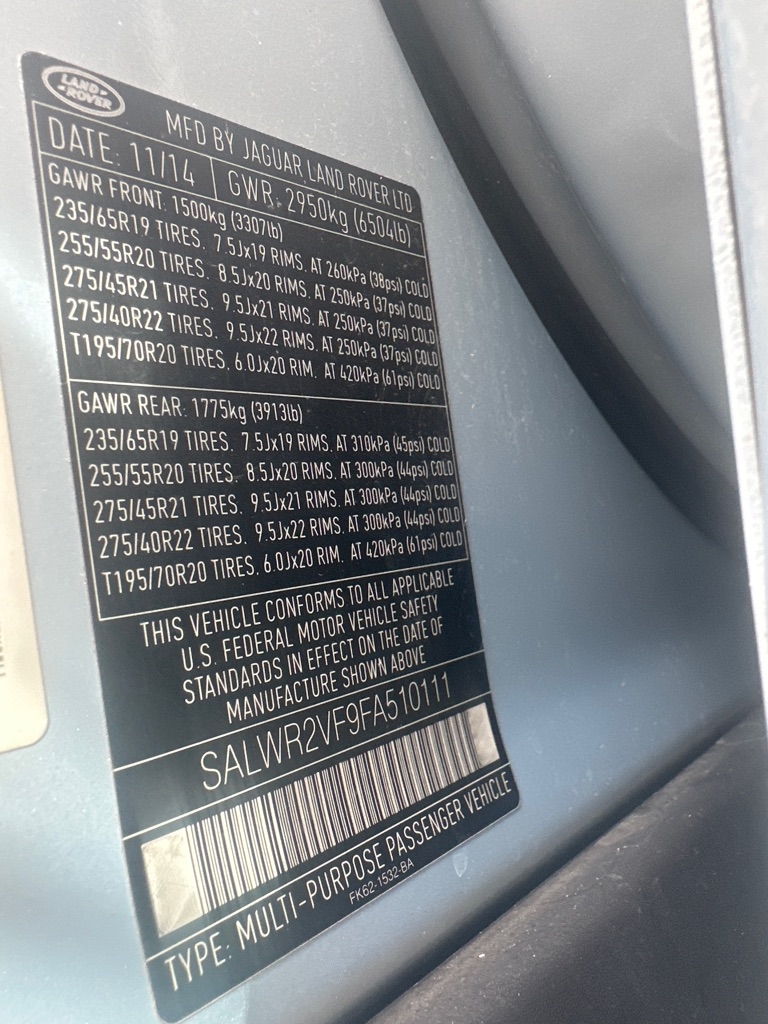 LAND-
-ROVER
MFD BY JAGUAR LAND ROVER LTD
DATE: 11/14 GWR: 2950kg (6504lb)
GAWR FRONT: 1500kg (3307lb)
235/65R19 TIRES. 7.5Jx19 RIMS. AT 260kPa (38psi) COLD
255/55R20 TIRES. 8.5Jx20 RIMS. AT 250kPa (37psi) COLD
275/45R21 TIRES. 9.5Jx21 RIMS. AT 250kPa (37psi) COLD
275/40R22 TIRES. 9.5Jx22 RIMS. AT 250kPa (37psi) COLD
T195/70R20 TIRES. 6.0Jx20 RIM. AT 420kPa (61psi) COLD
GAWR REAR: 1775kg (3913lb)
235/65R19 TIRES. 7.5Jx19 RIMS. AT 310kPa (45psi) COLD
255/55R20 TIRES. 8.5Jx20 RIMS. AT 300kPa (44psi) COLD
275/45R21 TIRES. 9.5Jx21 RIMS. AT 300kPa (44psi) COLD
275/40R22 TIRES. 9.5Jx22 RIMS. AT 300kPa (44psi) COLD
T195/70R20 TIRES. 6.0Jx20 RIM. AT 420kPa (61psi) COLD
THIS VEHICLE CONFORMS TO ALL APPLICABLE
U.S. FEDERAL MOTOR VEHICLE SAFETY
STANDARDS IN EFFECT ON THE DATE OF
MANUFACTURE SHOWN ABOVE
SALWR2VF9FA510111
TYPE: MULTI-PURPOSE PASSENGER VEHICLE
FK62-1532-BA